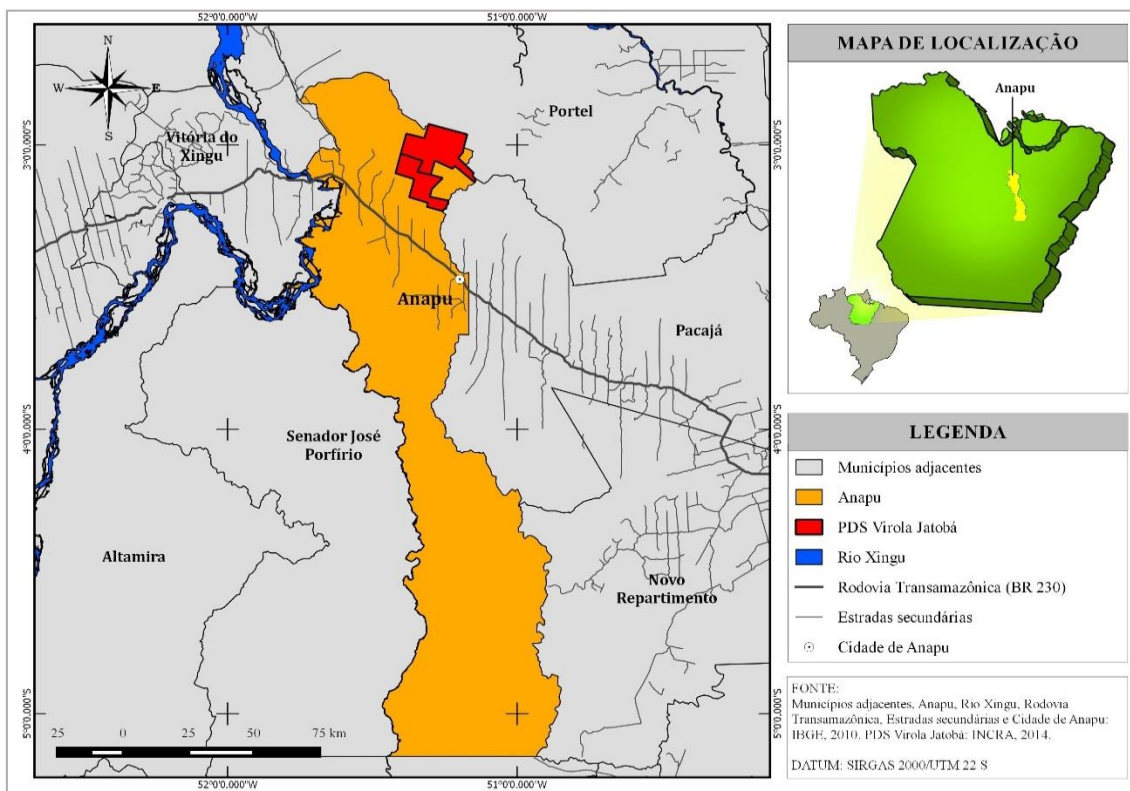 52°0'0.000"W 51°0'0.000"W
N
W E
S
Vitória do
Xingu
Portel
3°0'0.000"S 3°0'0.000"S
Anapu
Pacajá
4°0'0.000"S 4°0'0.000"S
Senador José
Porfírio
Altamira
Novo
Repartimento
5°0'0.000"S 5°0'0.000"S
25 0 25 50 75 km
52°0'0.000"W 51°0'0.000"W
MAPA DE LOCALIZAÇÃO
Anapu
LEGENDA
Municípios adjacentes
Anapu
PDS Virola Jatobá
Rio Xingu
Rodovia Transamazônica (BR 230)
Estradas secundárias
Cidade de Anapu
FONTE:
Municípios adjacentes, Anapu, Rio Xingu, Rodovia
Transamazônica, Estradas secundárias e Cidade de Anapu:
IBGE, 2010. PDS Virola Jatobá: INCRA, 2014.
DATUM: SIRGAS 2000/UTM 22 S